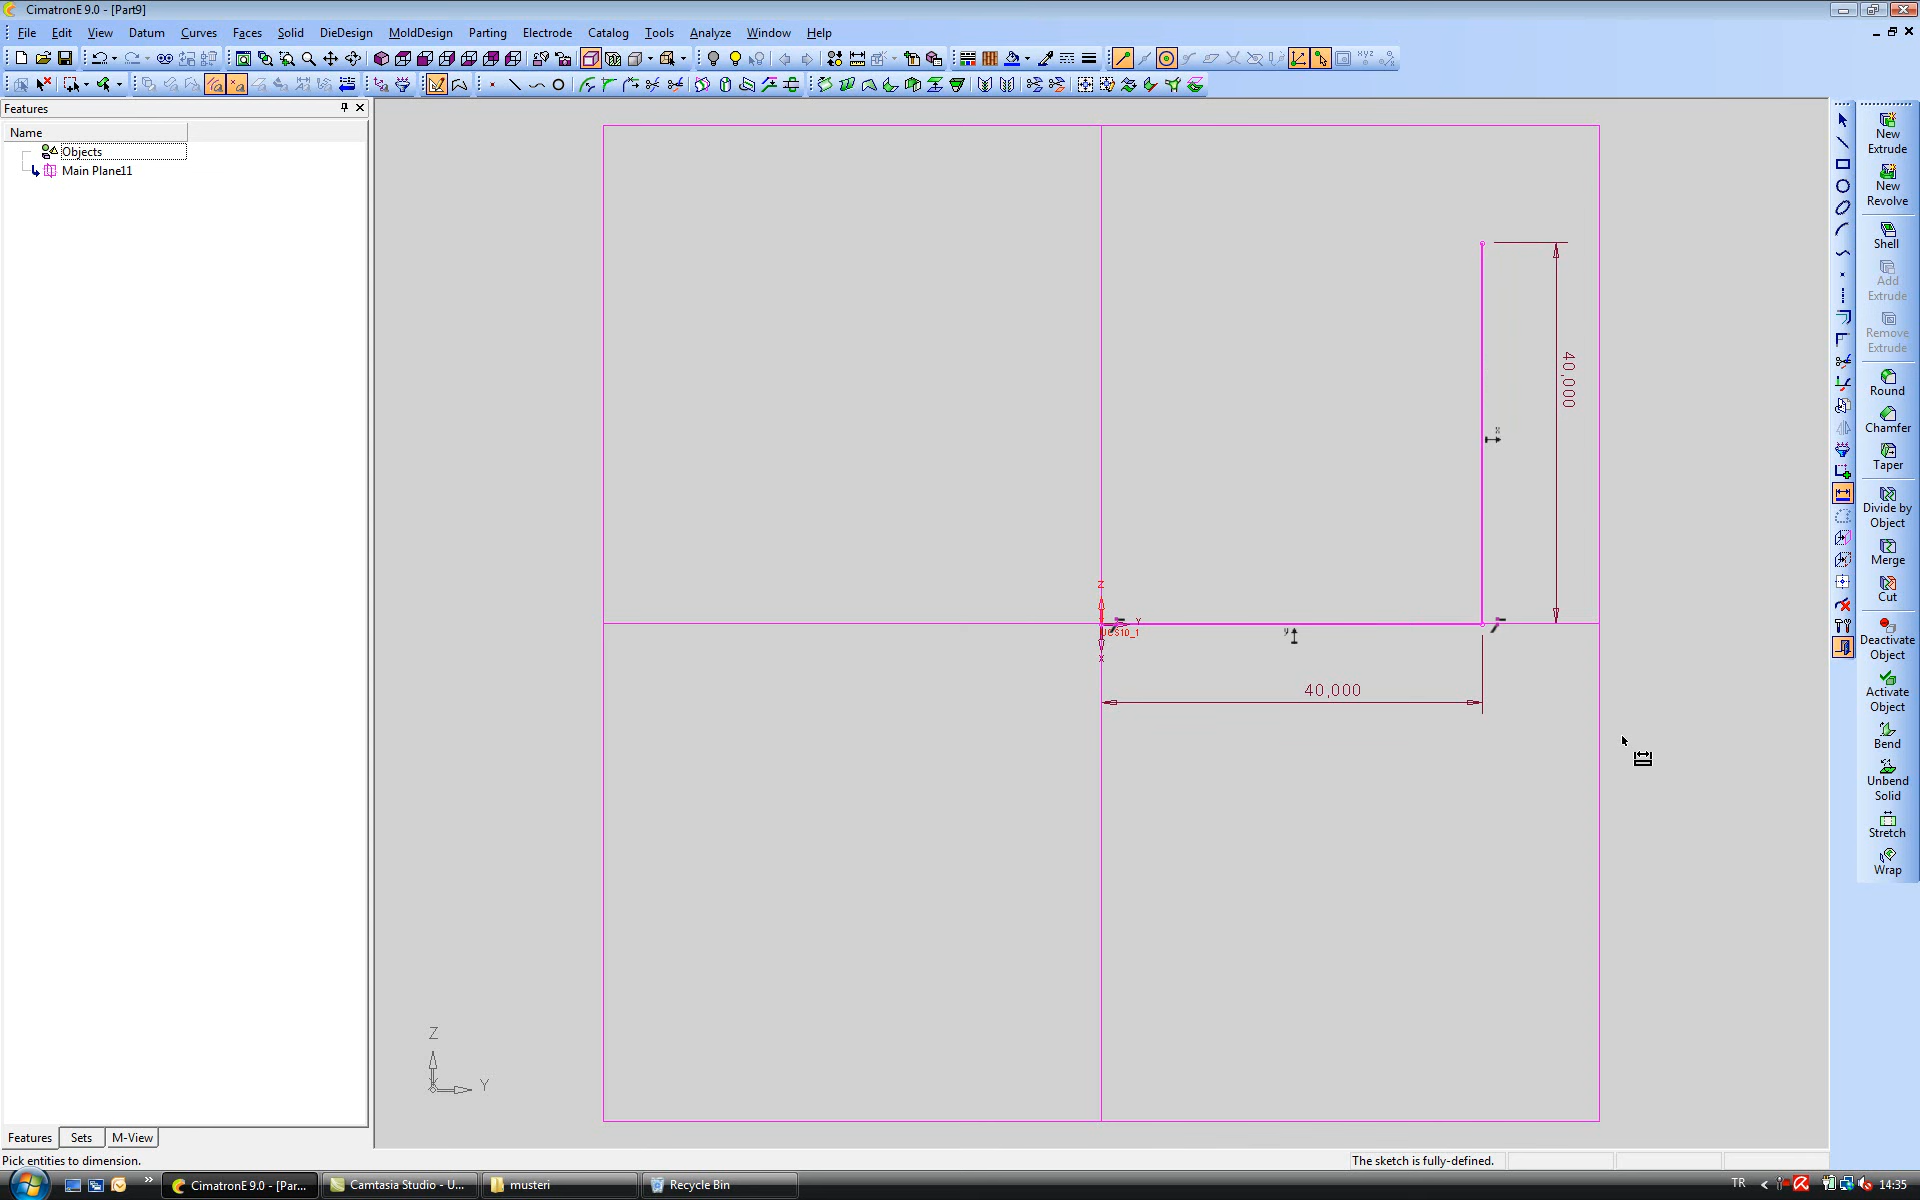 CimatronE 9.0 - [Part9]
File Edit View Datum Curves Faces Solid DieDesign MoldDesign Parting Electrode Catalog Tools Analyze Window Help
Features
Name
Objects
Main Plane11
40,000
40,000
Z
Y
UCS10_1
X
y
x
Z
Y
New Extrude
New Revolve
Shell
Add Extrude
Remove Extrude
Round
Chamfer
Taper
Divide by Object
Merge
Cut
Deactivate Object
Activate Object
Bend
Unbend Solid
Stretch
Wrap
Features Sets M-View
Pick entities to dimension.
The sketch is fully-defined.
CimatronE 9.0 - [Par...
Camtasia Studio - U...
musteri
Recycle Bin
TR
14:35